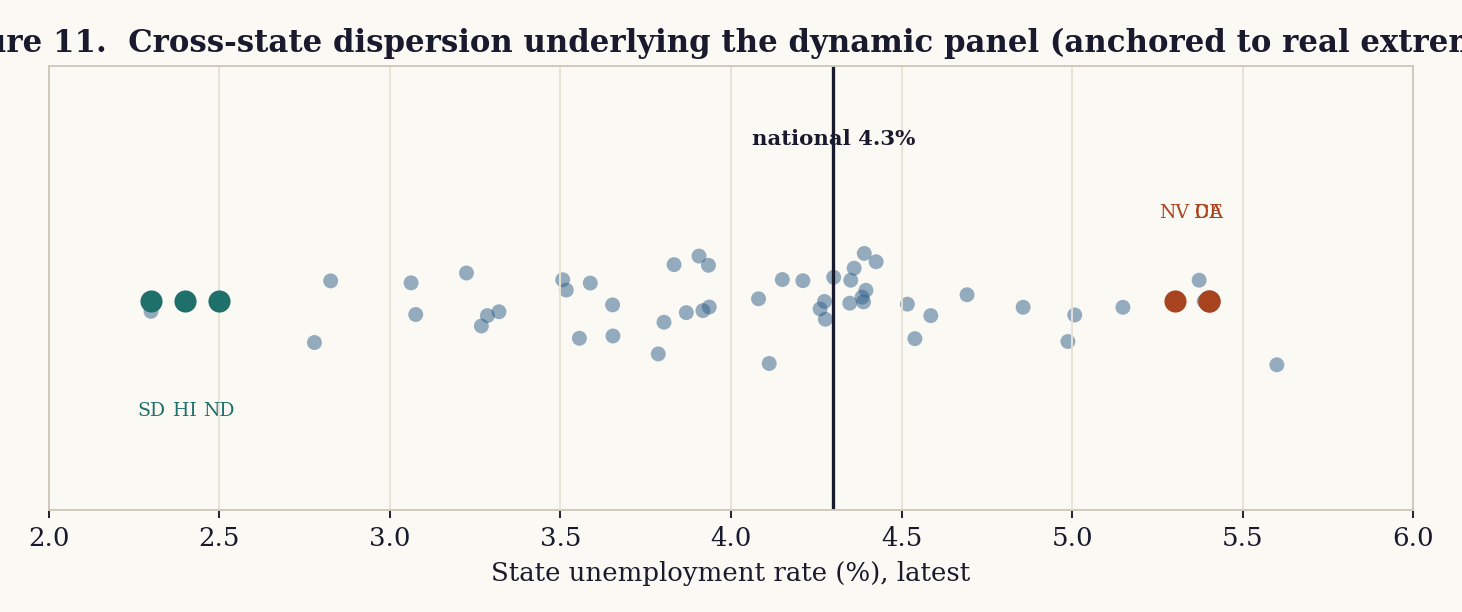 ure 11.  Cross-state dispersion underlying the dynamic panel (anchored to real extrem
national 4.3%
NV
SD HI ND
2.0 2.5 3.0 3.5 4.0 4.5 5.0 5.5 6.0
State unemployment rate (%), latest